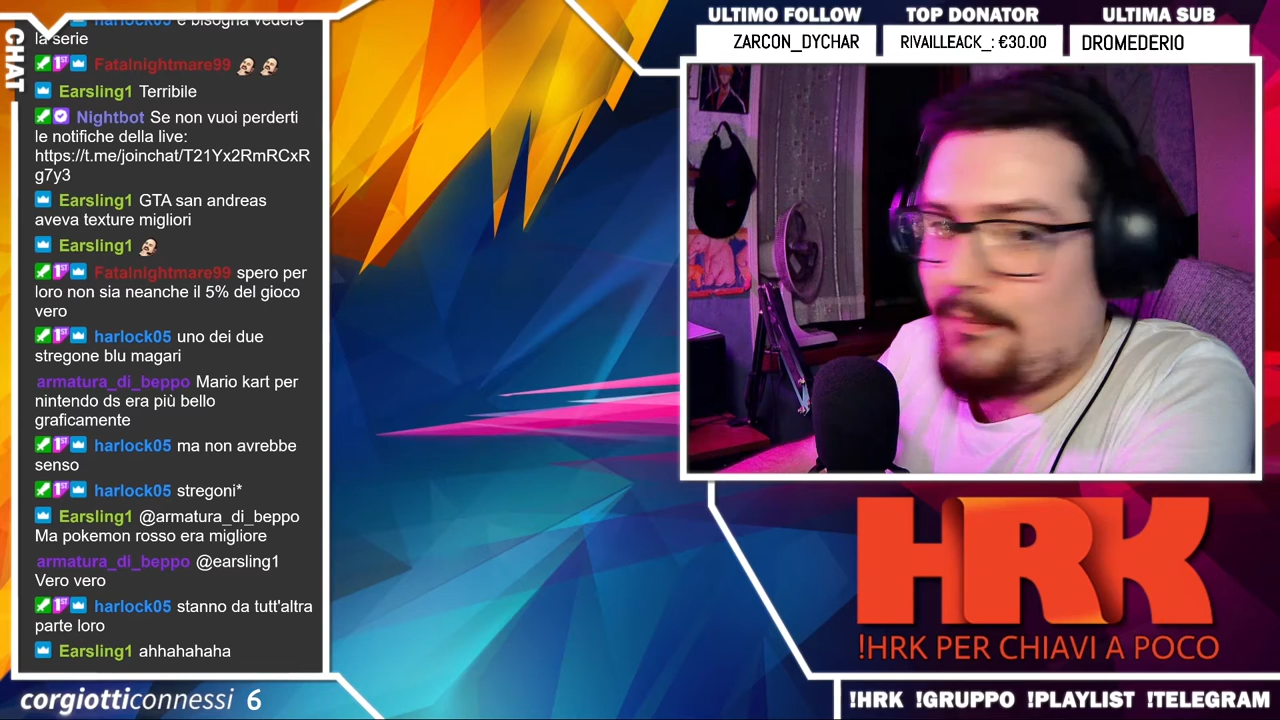 ULTIMO FOLLOW
TOP DONATOR
ULTIMA SUB
ZARCON_DYCHAR
RIVAILLEACK_: €30.00
DROMEDERIO
CHAT
harlock05 e bisogna vedere
la serie
Fatalnightmare99
Earsling1 Terribile
Nightbot Se non vuoi perderti
le notifiche della live:
https://t.me/joinchat/T21Yx2RmRCxR
g7y3
Earsling1 GTA san andreas
aveva texture migliori
Earsling1
Fatalnightmare99 spero per
loro non sia neanche il 5% del gioco
vero
harlock05 uno dei due
stregone blu magari
armatura_di_beppo Mario kart per
nintendo ds era più bello
graficamente
harlock05 ma non avrebbe
senso
harlock05 stregoni*
Earsling1 @armatura_di_beppo
Ma pokemon rosso era migliore
armatura_di_beppo @earsling1
Vero vero
harlock05 stanno da tutt'altra
parte loro
Earsling1 ahhahahaha
HRK
!HRK PER CHIAVI A POCO
corgiotticonnessi 6
!HRK !GRUPPO !PLAYLIST !TELEGRAM